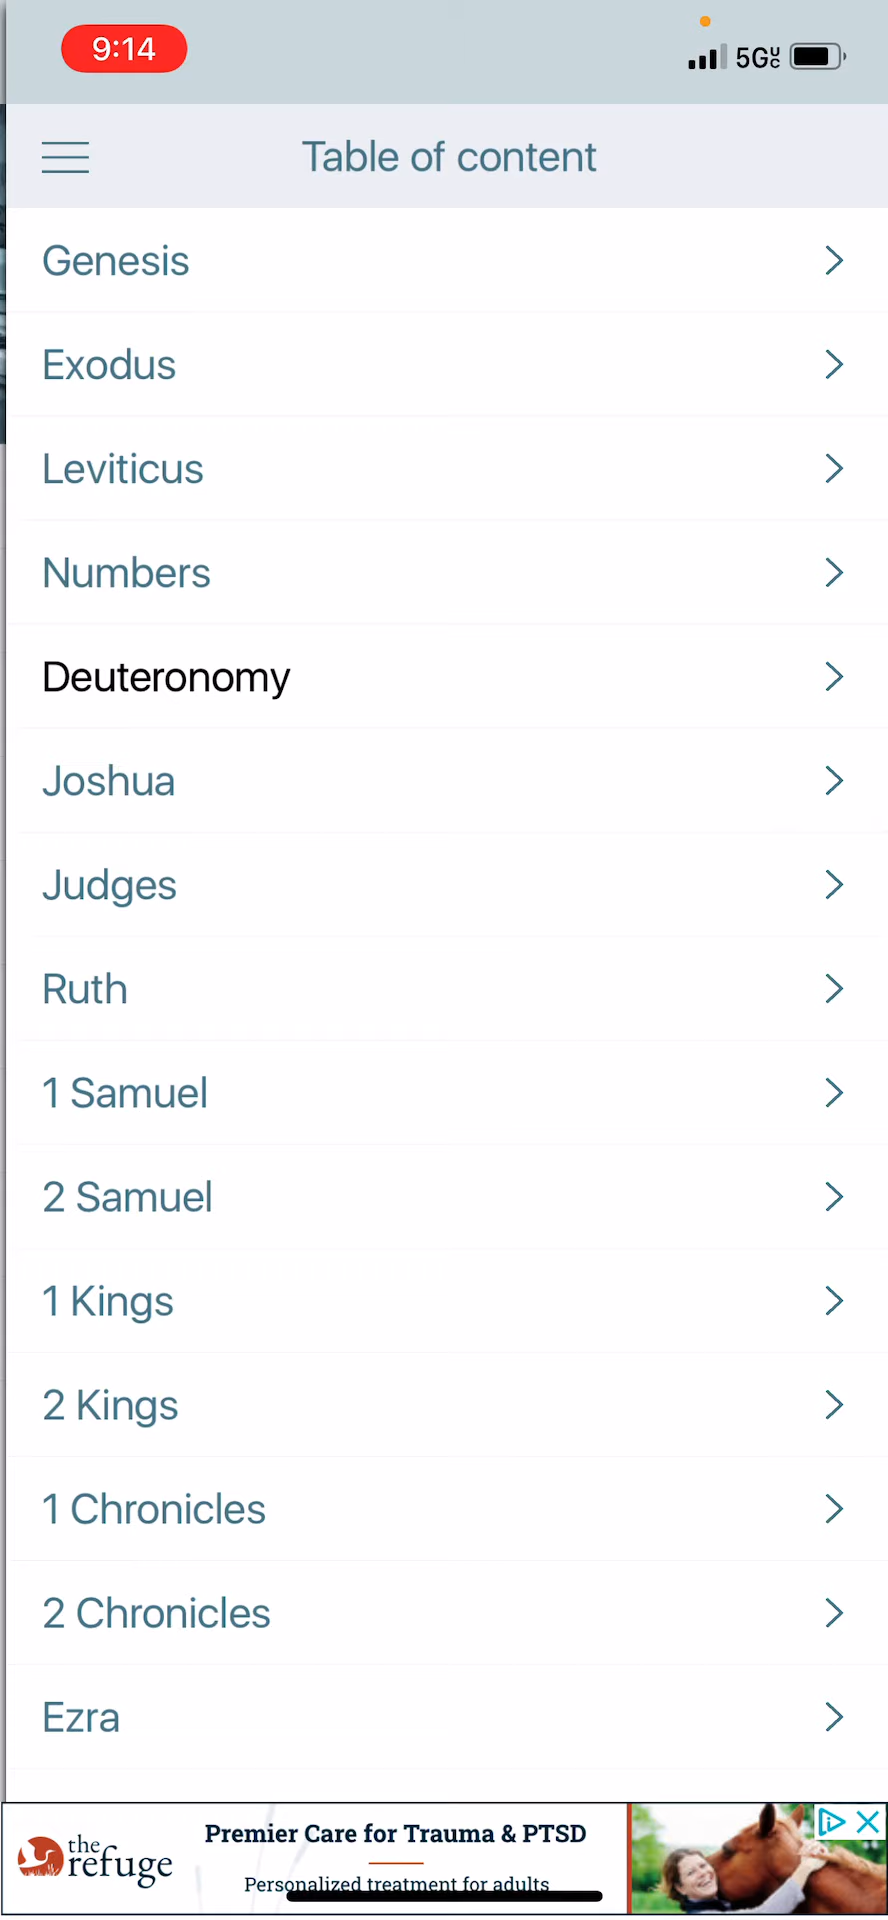 9:14
5GUC
Table of content
Genesis
Exodus
Leviticus
Numbers
Deuteronomy
Joshua
Judges
Ruth
1 Samuel
2 Samuel
1 Kings
2 Kings
1 Chronicles
2 Chronicles
Ezra
the
refuge
Premier Care for Trauma & PTSD
Personalized treatment for adults